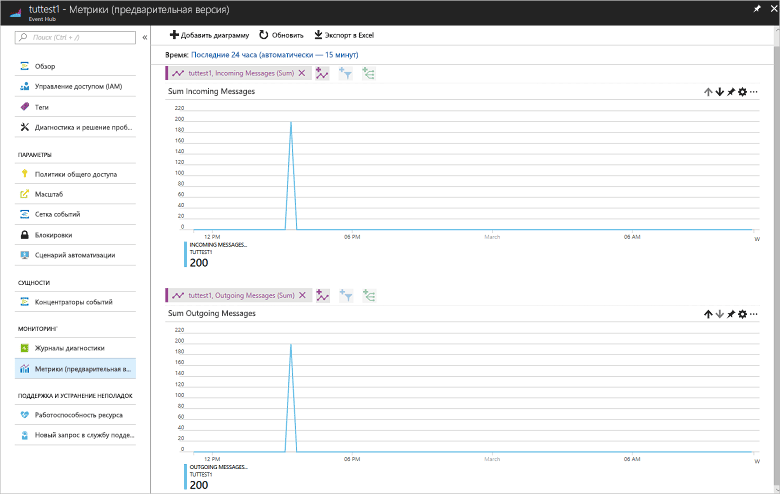 tuttest1 - Метрики (предварительная версия)
Event Hub
Поиск (Ctrl + /)
Обзор
Управление доступом (IAM)
Теги
Диагностика и решение проб...
ПАРАМЕТРЫ
Политики общего доступа
Масштаб
Сетка событий
Блокировки
Сценарий автоматизации
СУЩНОСТИ
Концентраторы событий
МОНИТОРИНГ
Журналы диагностики
Метрики (предварительная в...
ПОДДЕРЖКА И УСТРАНЕНИЕ НЕПОЛАДОК
Работоспособность ресурса
Новый запрос в службу подде...
Добавить диаграмму Обновить Экспорт в Excel
Время: Последние 24 часа (автоматически — 15 минут)
tuttest1, Incoming Messages (Sum)
Sum Incoming Messages
220
200
180
160
140
120
100
80
60
40
20
0
12 PM 06 PM March 06 AM W
INCOMING MESSAGES...
TUTTEST1
200
tuttest1, Outgoing Messages (Sum)
Sum Outgoing Messages
220
200
180
160
140
120
100
80
60
40
20
0
12 PM 06 PM March 06 AM W
OUTGOING MESSAGES...
TUTTEST1
200